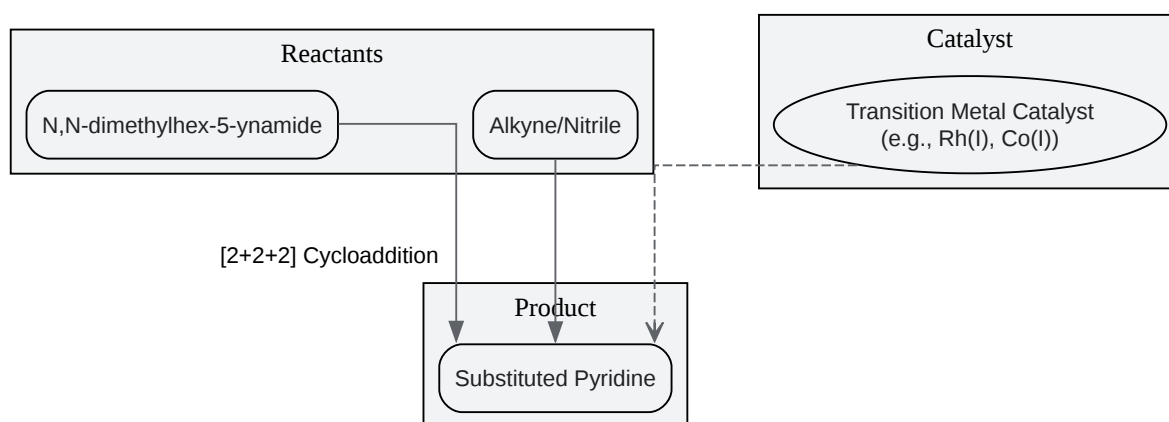 Reactants
N,N-dimethylhex-5-ynamide
Alkyne/Nitrile
Catalyst
Transition Metal Catalyst
(e.g., Rh(I), Co(I))
[2+2+2] Cycloaddition
Product
Substituted Pyridine